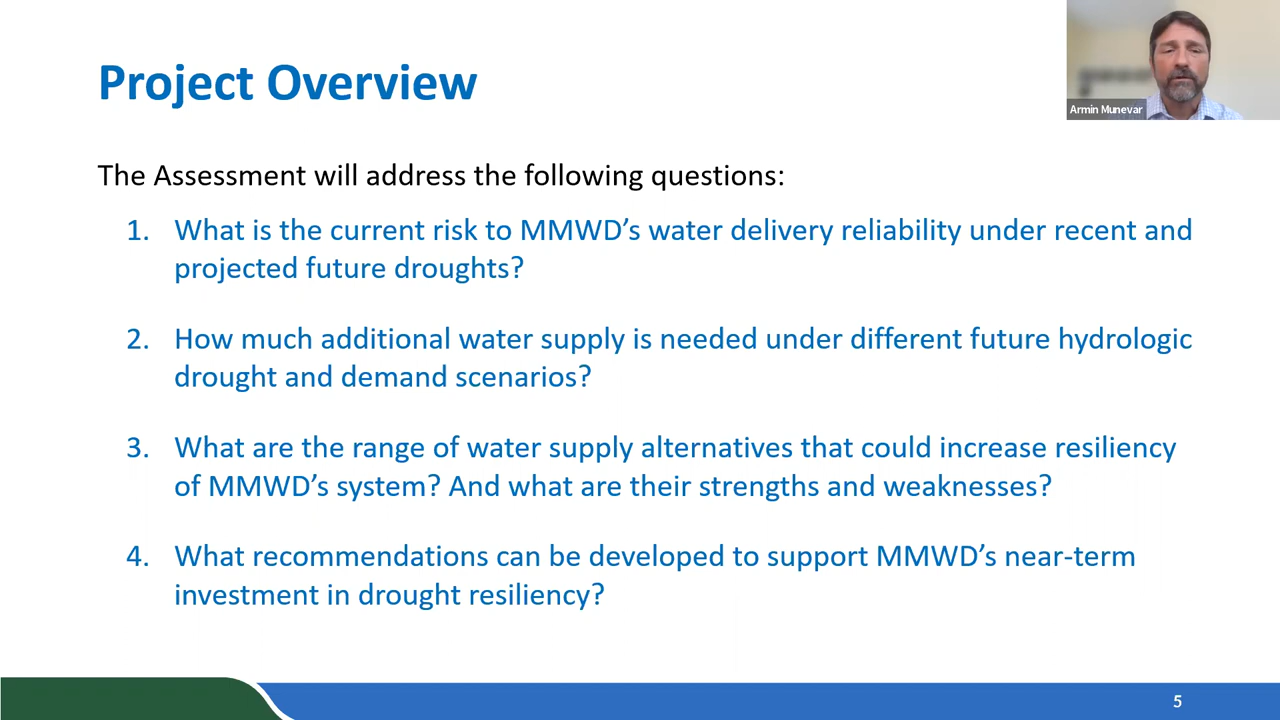 Project Overview
Armin Munevar
The Assessment will address the following questions:
1. What is the current risk to MMWD’s water delivery reliability under recent and
projected future droughts?
2. How much additional water supply is needed under different future hydrologic
drought and demand scenarios?
3. What are the range of water supply alternatives that could increase resiliency
of MMWD’s system? And what are their strengths and weaknesses?
4. What recommendations can be developed to support MMWD’s near-term
investment in drought resiliency?
5